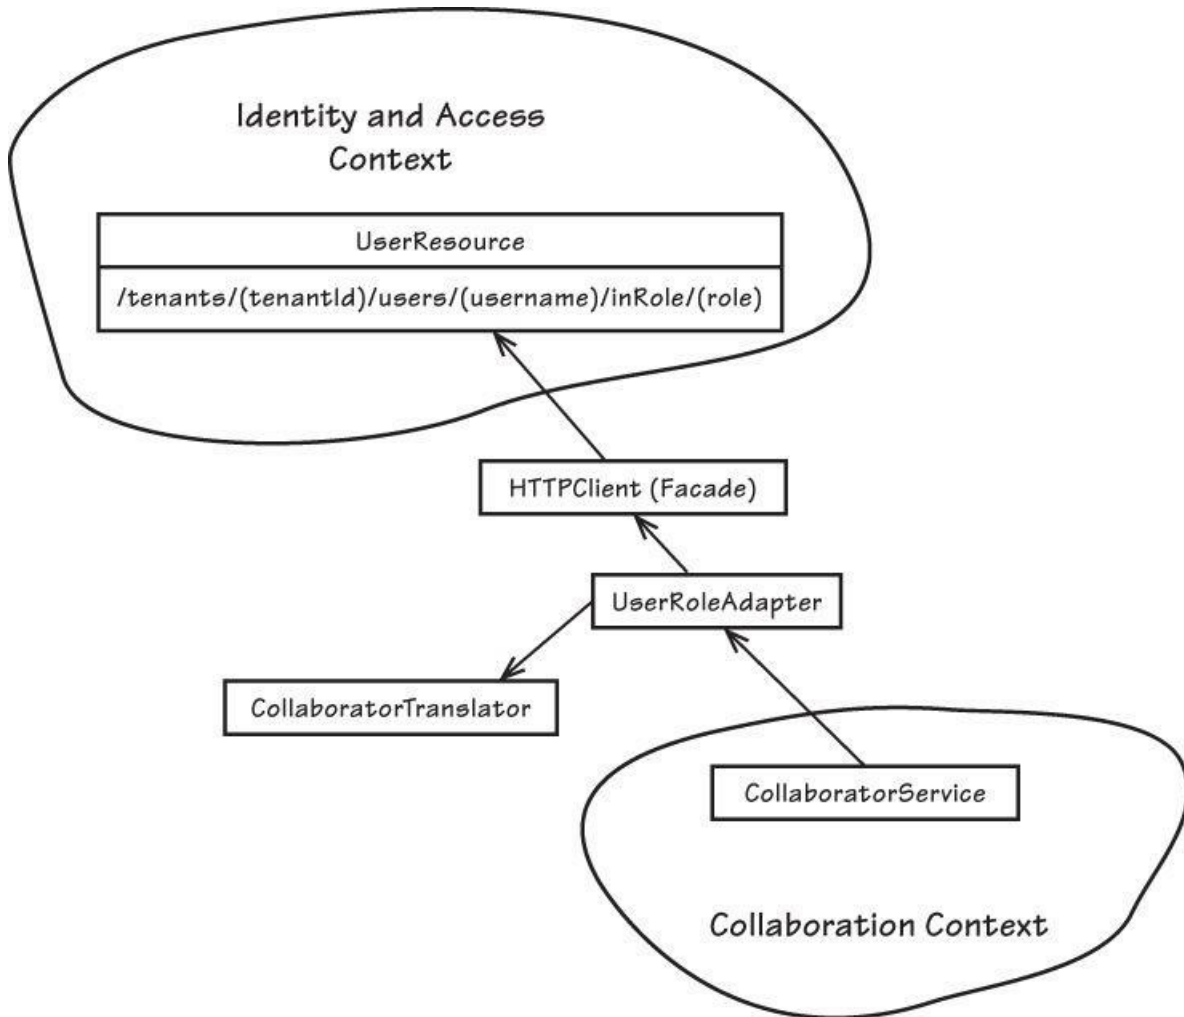 Identity and Access
Context
UserResource
/tenants/(tenantId)/users/(username)/inRole/(role)
HTTPClient (Facade)
UserRoleAdapter
CollaboratorTranslator
CollaboratorService
Collaboration Context